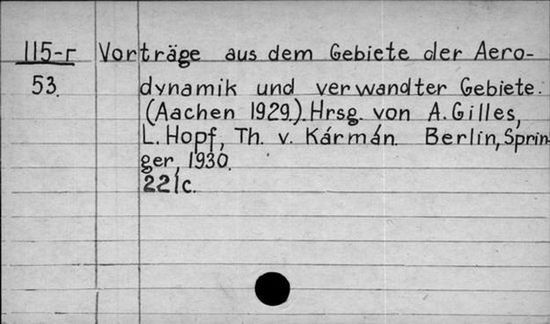 115-r Vorträge aus dem Gebiete der Aero-
53. dynamik und verwandter Gebiete.
(Aachen 1929.) Hrsg. von A. Gilles,
L. Hopf, Th. v. Kármán. Berlin, Sprin
ger, 1930.
221c.